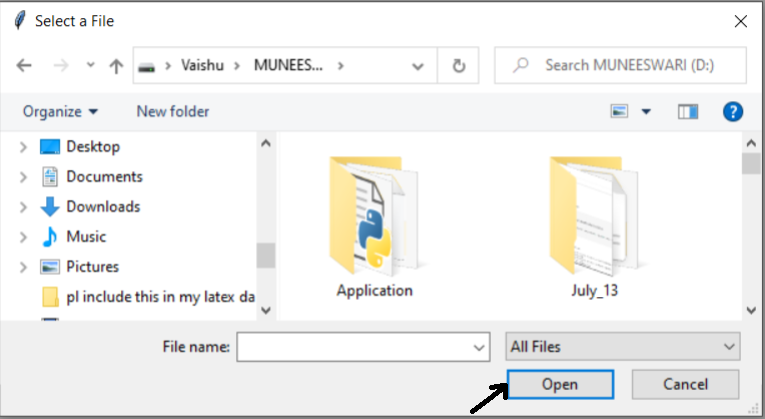 Select a File
Vaishu > MUNEES... >
Search MUNEESWARI (D:)
Organize
New folder
Desktop
Documents
Downloads
Music
Pictures
pl include this in my latex da
Application
July_13
File name:
All Files
Open
Cancel